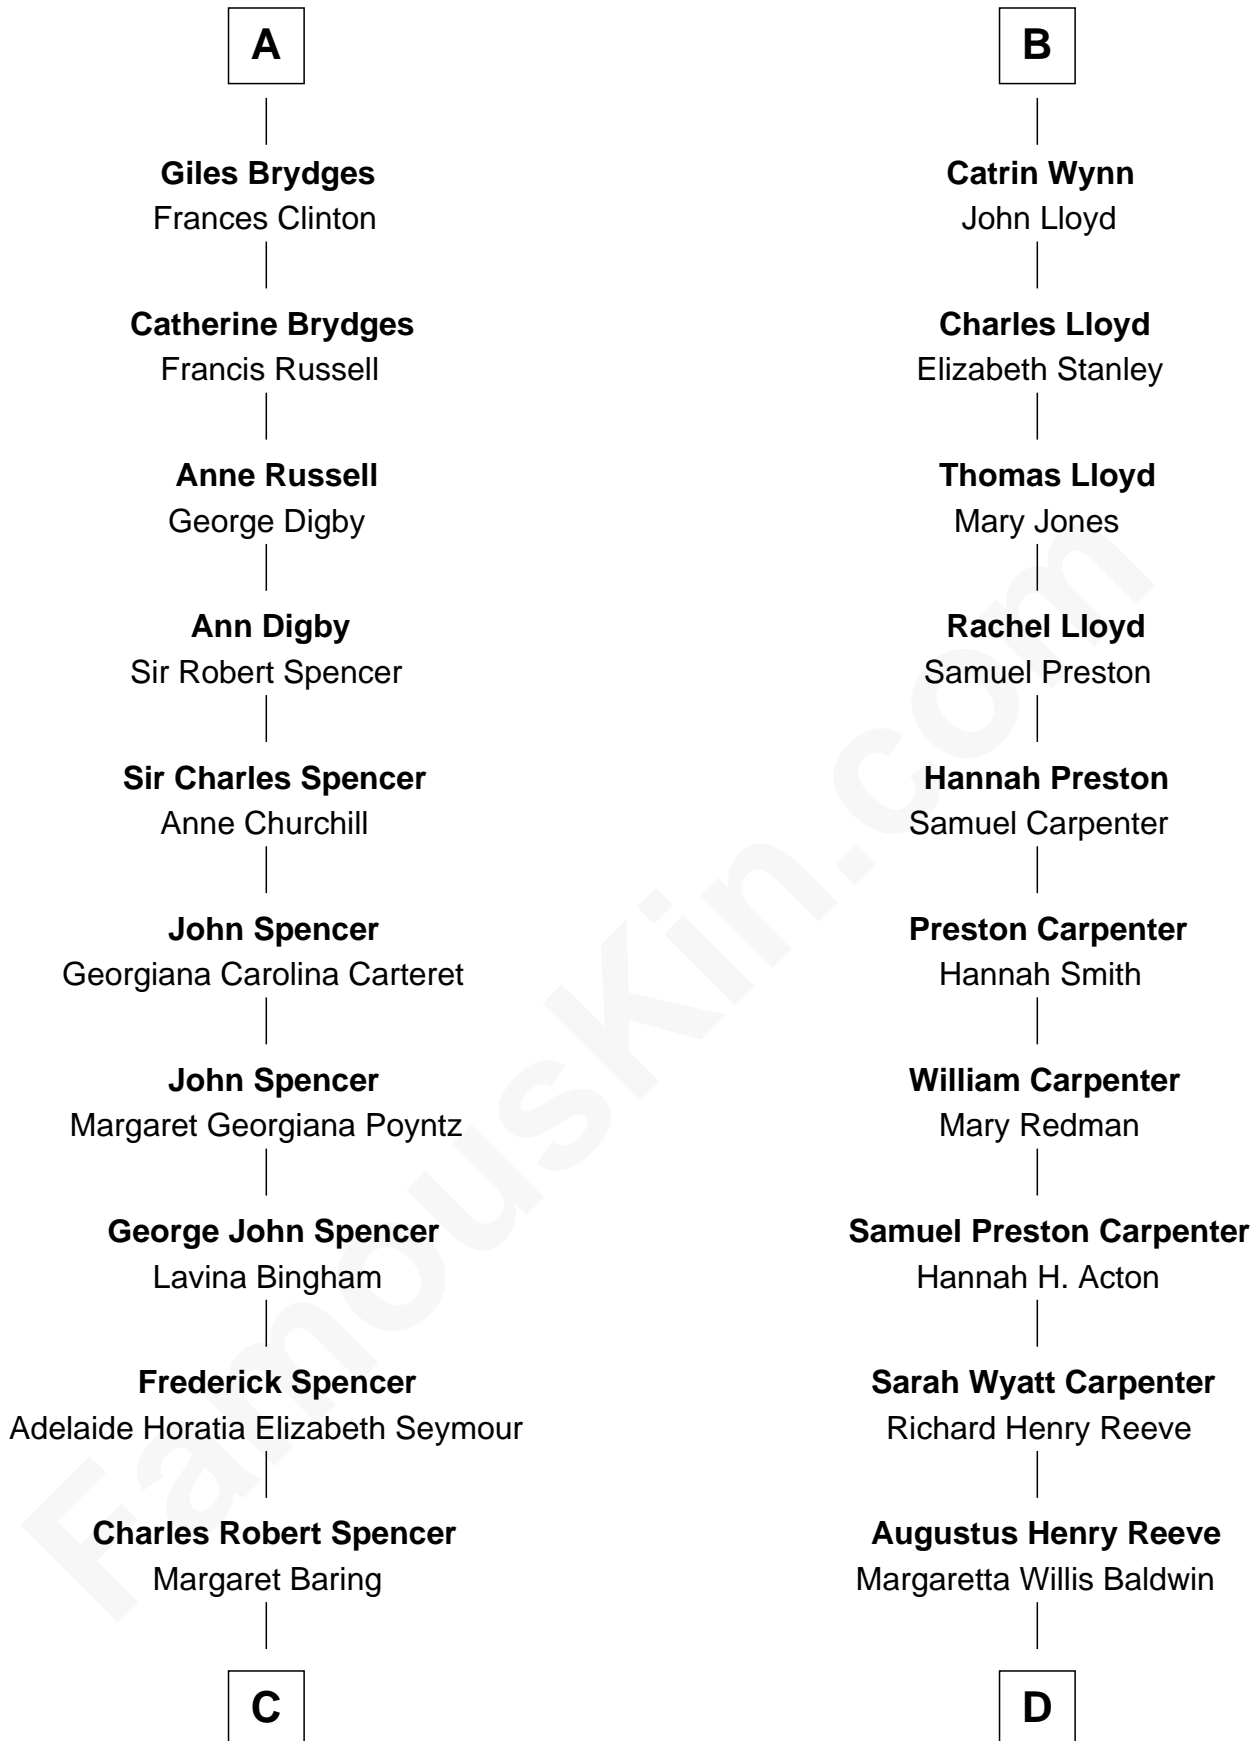 A
Giles Brydges
Frances Clinton
Catherine Brydges
Francis Russell
Anne Russell
George Digby
Ann Digby
Sir Robert Spencer
Sir Charles Spencer
Anne Churchill
John Spencer
Georgiana Carolina Carteret
John Spencer
Margaret Georgiana Poyntz
George John Spencer
Lavina Bingham
Frederick Spencer
Adelaide Horatia Elizabeth Seymour
Charles Robert Spencer
Margaret Baring
C
B
Catrin Wynn
John Lloyd
Charles Lloyd
Elizabeth Stanley
Thomas Lloyd
Mary Jones
Rachel Lloyd
Samuel Preston
Hannah Preston
Samuel Carpenter
Preston Carpenter
Hannah Smith
William Carpenter
Mary Redman
Samuel Preston Carpenter
Hannah H. Acton
Sarah Wyatt Carpenter
Richard Henry Reeve
Augustus Henry Reeve
Margaretta Willis Baldwin
D
FamousKin.com